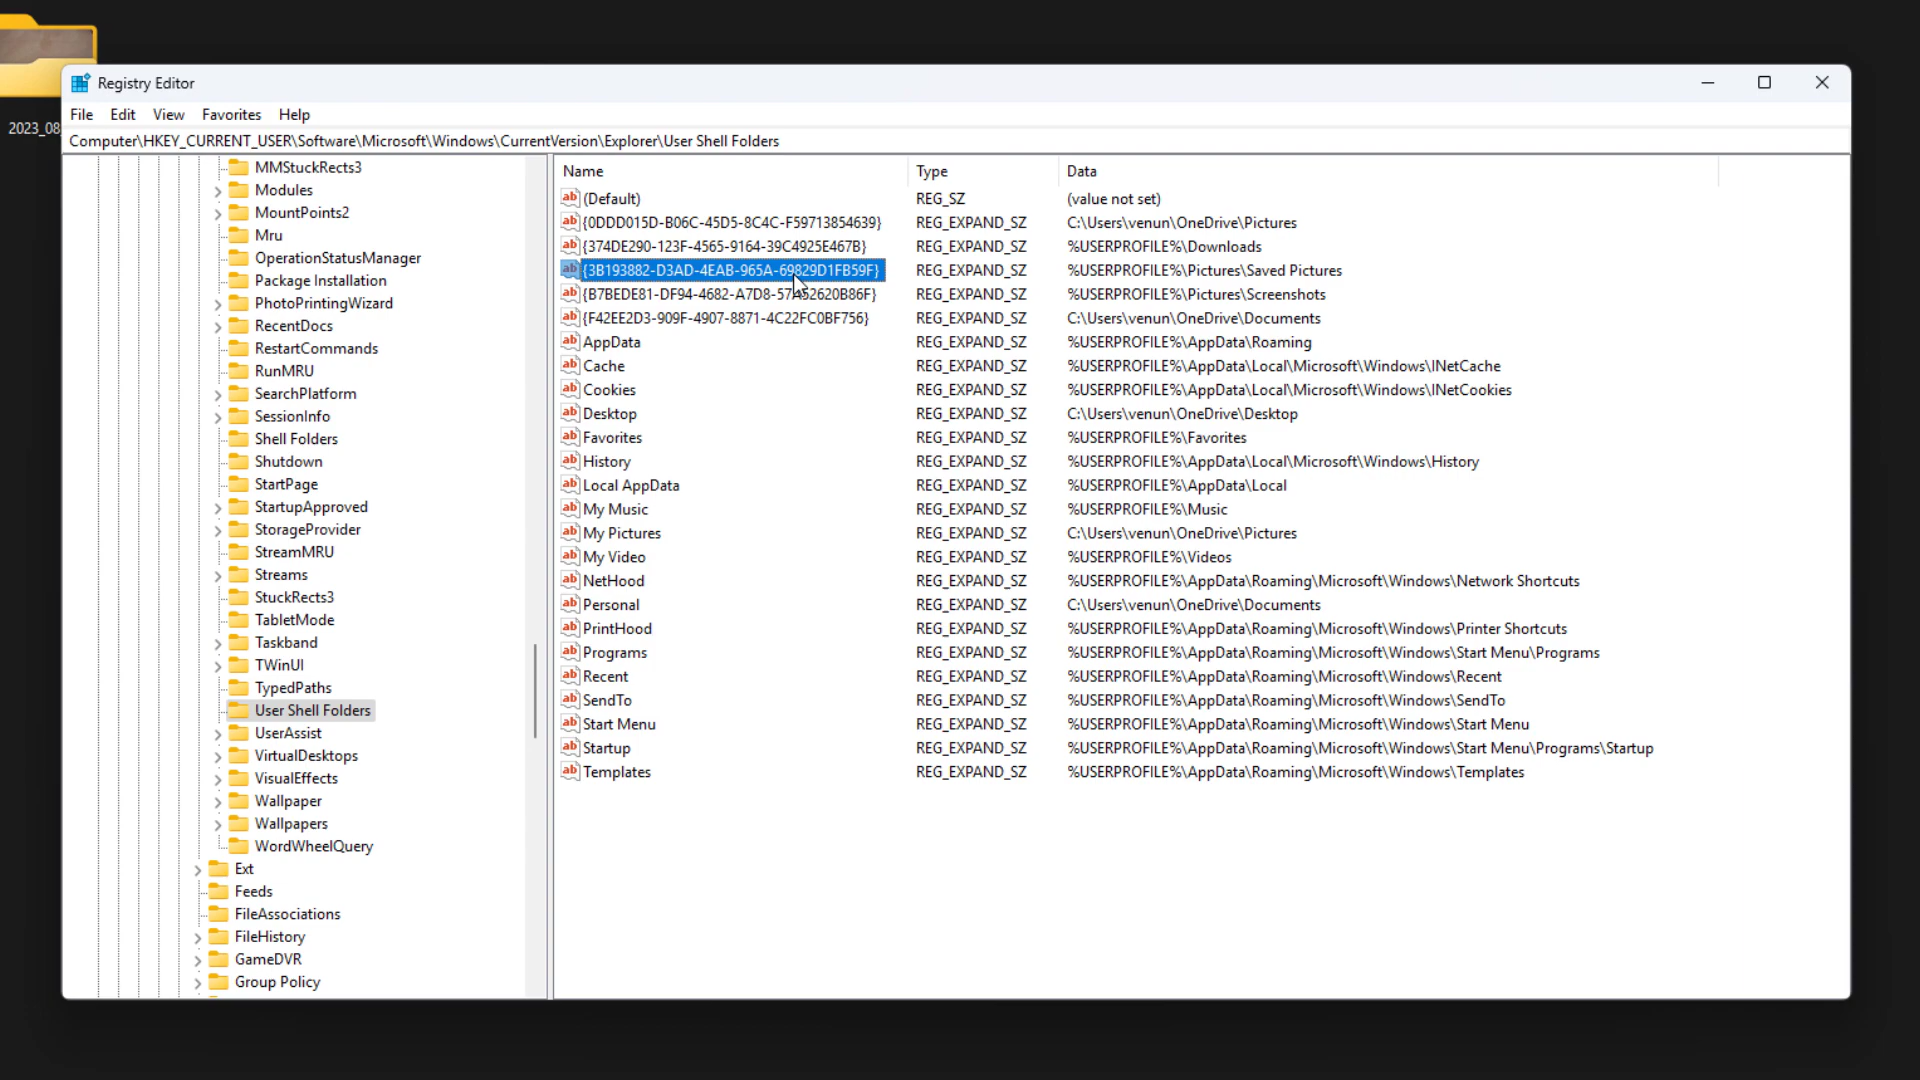 2023_08
Registry Editor
File Edit View Favorites Help
Computer\HKEY_CURRENT_USER\Software\Microsoft\Windows\CurrentVersion\Explorer\User Shell Folders
MMStuckRects3
Modules
MountPoints2
Mru
OperationStatusManager
Package Installation
PhotoPrintingWizard
RecentDocs
RestartCommands
RunMRU
SearchPlatform
SessionInfo
Shell Folders
Shutdown
StartPage
StartupApproved
StorageProvider
StreamMRU
Streams
StuckRects3
TabletMode
Taskband
TWinUI
TypedPaths
User Shell Folders
UserAssist
VirtualDesktops
VisualEffects
Wallpaper
Wallpapers
WordWheelQuery
Ext
Feeds
FileAssociations
FileHistory
GameDVR
Group Policy
Name Type Data
(Default) REG_SZ (value not set)
{0DDD015D-B06C-45D5-8C4C-F59713854639} REG_EXPAND_SZ C:\Users\venun\OneDrive\Pictures
{374DE290-123F-4565-9164-39C4925E467B} REG_EXPAND_SZ %USERPROFILE%\Downloads
{3B193882-D3AD-4EAB-965A-69829D1FB59F} REG_EXPAND_SZ %USERPROFILE%\Pictures\Saved Pictures
{B7BEDE81-DF94-4682-A7D8-57A52620B86F} REG_EXPAND_SZ %USERPROFILE%\Pictures\Screenshots
{F42EE2D3-909F-4907-8871-4C22FC0BF756} REG_EXPAND_SZ C:\Users\venun\OneDrive\Documents
AppData REG_EXPAND_SZ %USERPROFILE%\AppData\Roaming
Cache REG_EXPAND_SZ %USERPROFILE%\AppData\Local\Microsoft\Windows\INetCache
Cookies REG_EXPAND_SZ %USERPROFILE%\AppData\Local\Microsoft\Windows\INetCookies
Desktop REG_EXPAND_SZ C:\Users\venun\OneDrive\Desktop
Favorites REG_EXPAND_SZ %USERPROFILE%\Favorites
History REG_EXPAND_SZ %USERPROFILE%\AppData\Local\Microsoft\Windows\History
Local AppData REG_EXPAND_SZ %USERPROFILE%\AppData\Local
My Music REG_EXPAND_SZ %USERPROFILE%\Music
My Pictures REG_EXPAND_SZ C:\Users\venun\OneDrive\Pictures
My Video REG_EXPAND_SZ %USERPROFILE%\Videos
NetHood REG_EXPAND_SZ %USERPROFILE%\AppData\Roaming\Microsoft\Windows\Network Shortcuts
Personal REG_EXPAND_SZ C:\Users\venun\OneDrive\Documents
PrintHood REG_EXPAND_SZ %USERPROFILE%\AppData\Roaming\Microsoft\Windows\Printer Shortcuts
Programs REG_EXPAND_SZ %USERPROFILE%\AppData\Roaming\Microsoft\Windows\Start Menu\Programs
Recent REG_EXPAND_SZ %USERPROFILE%\AppData\Roaming\Microsoft\Windows\Recent
SendTo REG_EXPAND_SZ %USERPROFILE%\AppData\Roaming\Microsoft\Windows\SendTo
Start Menu REG_EXPAND_SZ %USERPROFILE%\AppData\Roaming\Microsoft\Windows\Start Menu
Startup REG_EXPAND_SZ %USERPROFILE%\AppData\Roaming\Microsoft\Windows\Start Menu\Programs\Startup
Templates REG_EXPAND_SZ %USERPROFILE%\AppData\Roaming\Microsoft\Windows\Templates